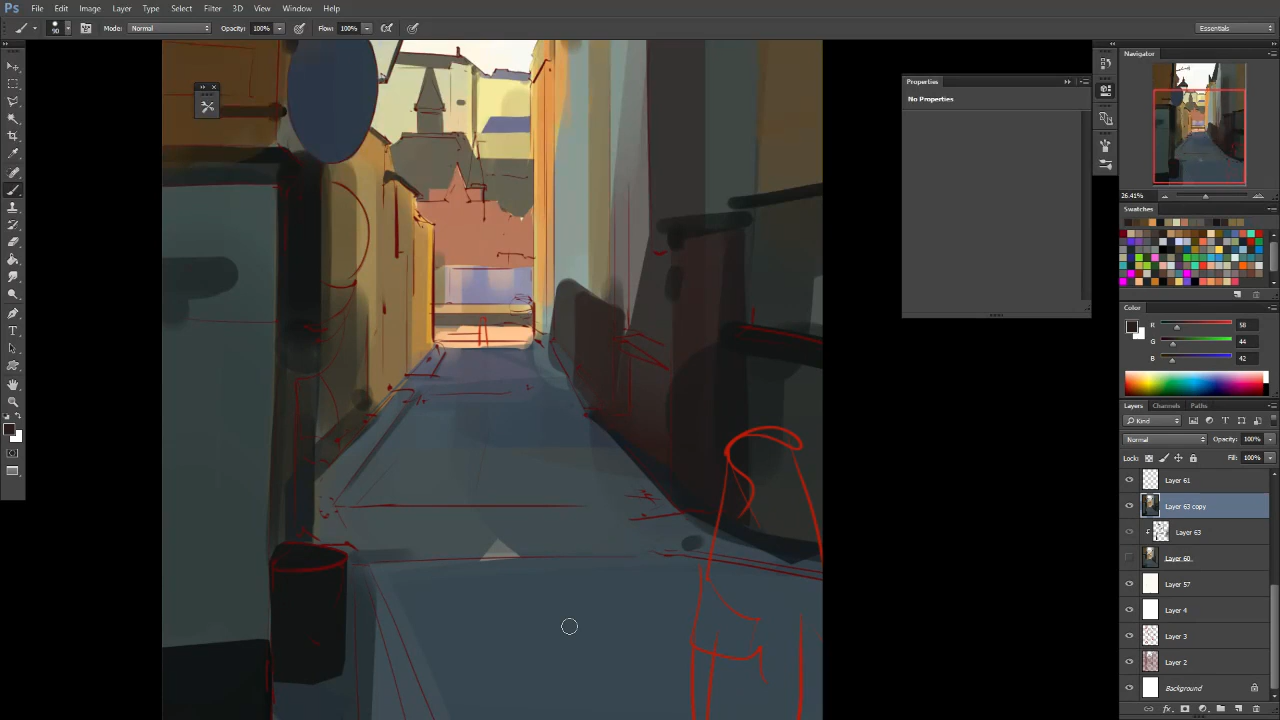 Ps File Edit Image Layer Type Select Filter 3D View Window Help
90 Mode: Normal Opacity: 100% Flow: 100% Essentials
Navigator
26.41%
Properties
No Properties
Swatches
Color
R 58
G 44
B 42
Layers Channels Paths
Kind
Normal Opacity: 100%
Lock: Fill: 100%
Layer 61
Layer 63 copy
Layer 63
Layer 60
Layer 57
Layer 4
Layer 3
Layer 2
Background
fx